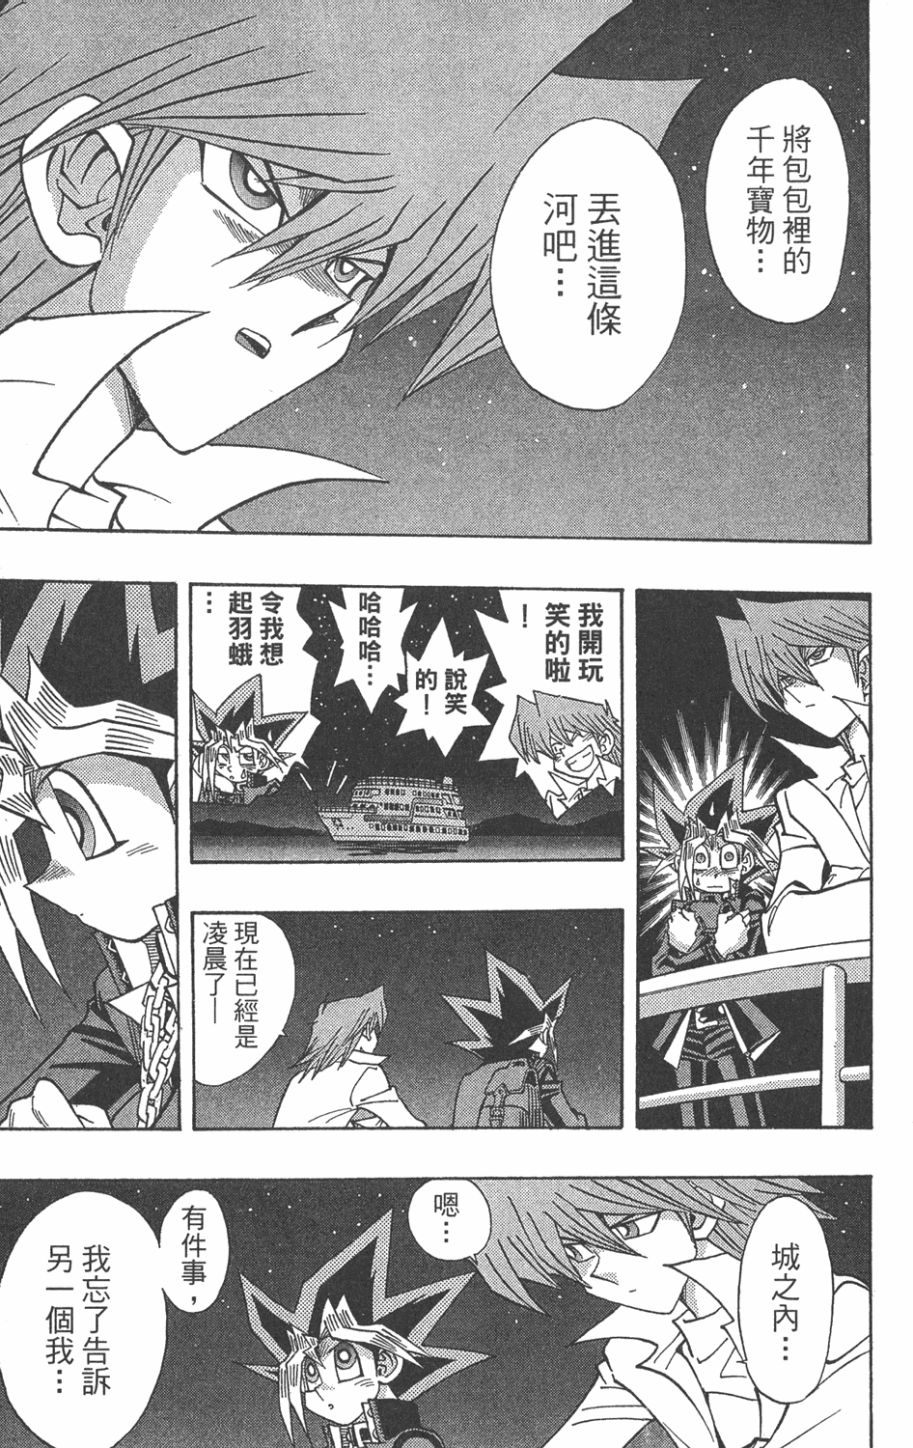 將包包裡的
千年寶物…
丟進這條
河吧…
我開玩
笑的啦
！
說笑
的！
哈哈哈…
令我想
起羽蛾
…
現在已經是
凌晨了—
城之內…
嗯…
有件事，
我忘了告訴
另一個我…